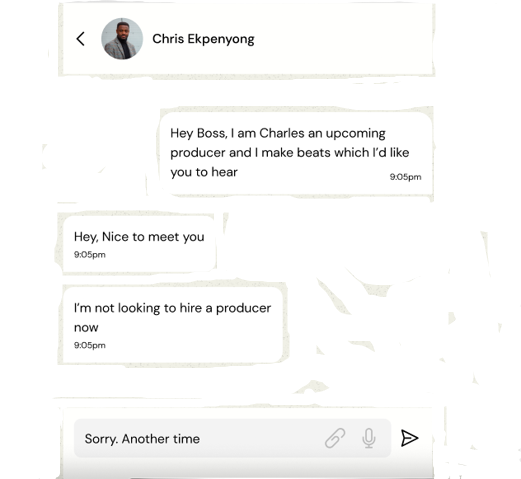 Chris Ekpenyong
Hey Boss, I am Charles an upcoming
producer and I make beats which I'd like
you to hear
9:05pm
Hey, Nice to meet you
9:05pm
I'm not looking to hire a producer
now
9:05pm
Sorry. Another time